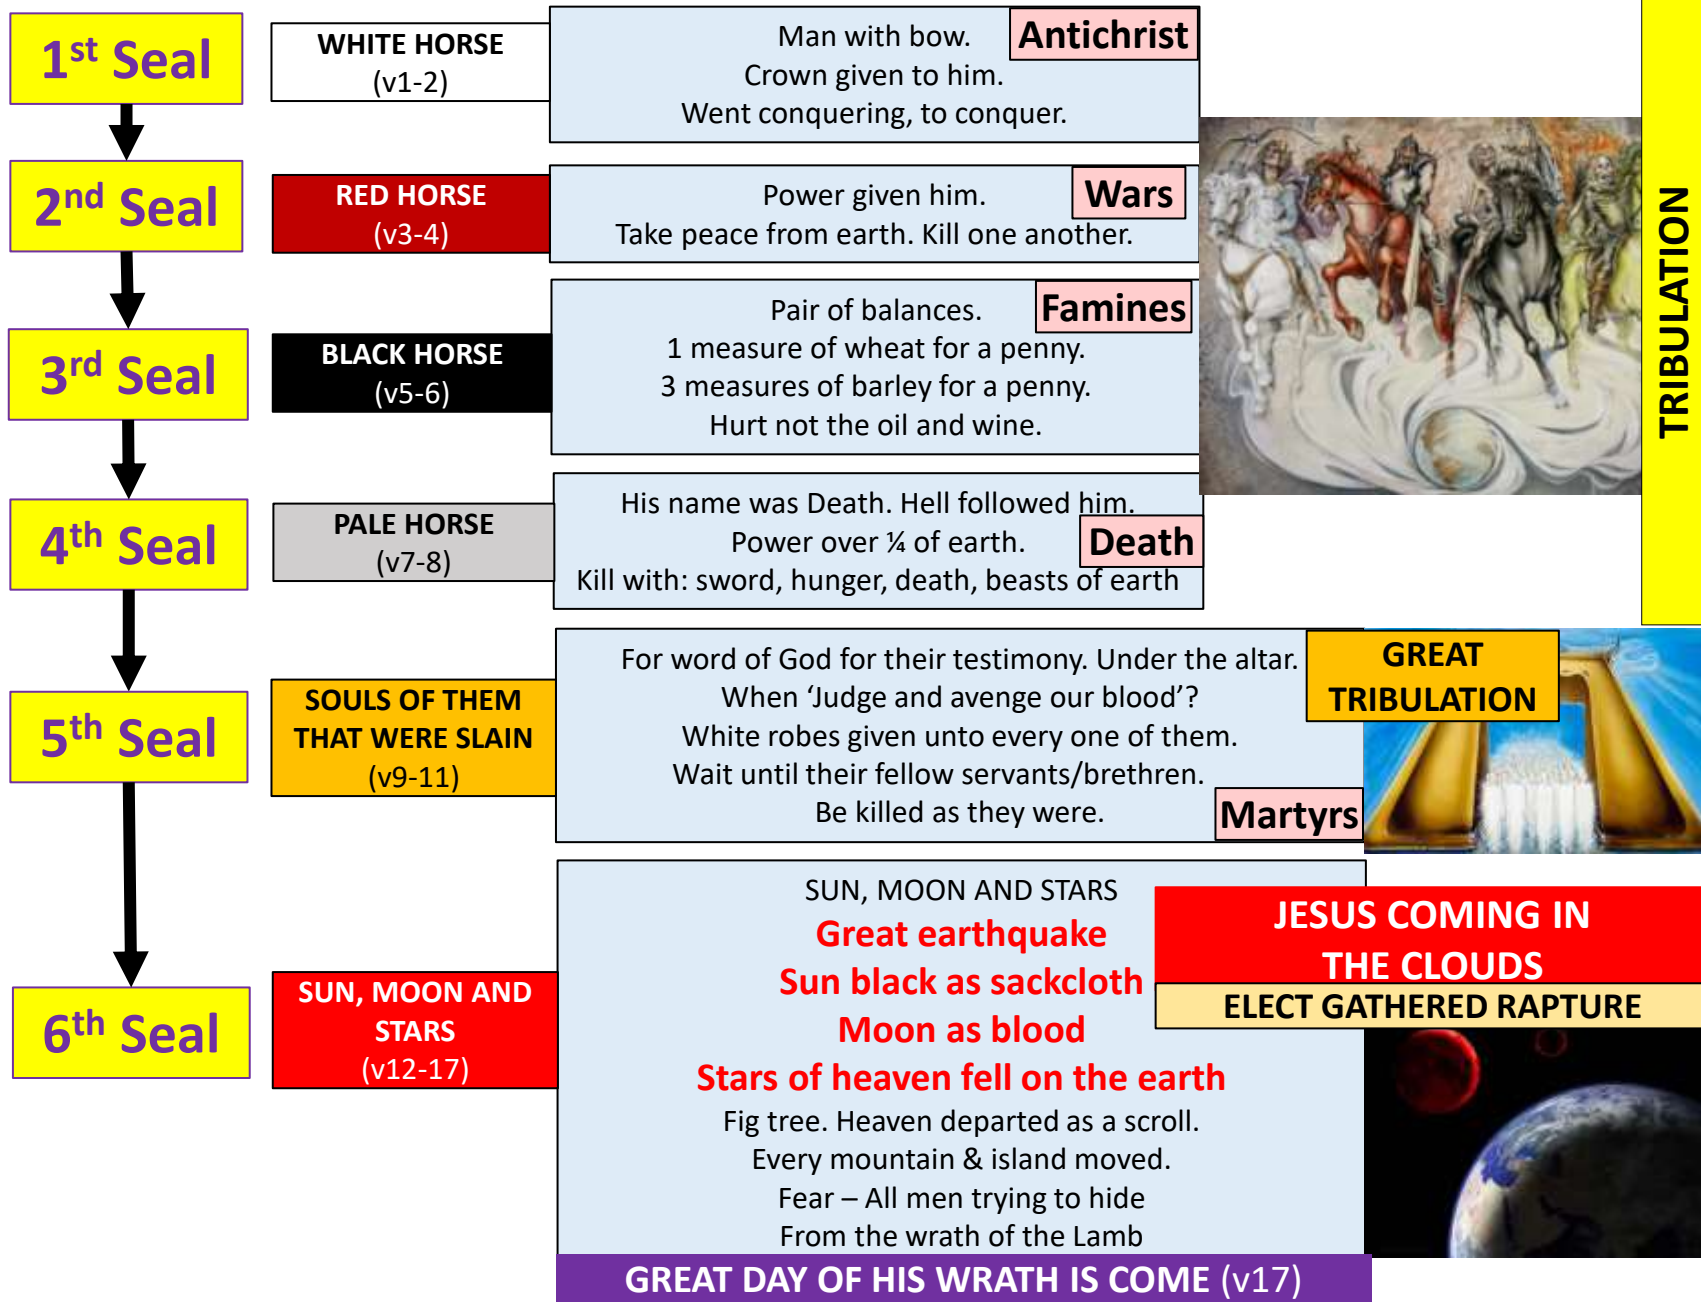 1st Seal
WHITE HORSE
(v1-2)
Man with bow.
Crown given to him.
Went conquering, to conquer.
Antichrist
2nd Seal
RED HORSE
(v3-4)
Power given him.
Take peace from earth. Kill one another.
Wars
3rd Seal
BLACK HORSE
(v5-6)
Pair of balances.
1 measure of wheat for a penny.
3 measures of barley for a penny.
Hurt not the oil and wine.
Famines
4th Seal
PALE HORSE
(v7-8)
His name was Death. Hell followed him.
Power over ¼ of earth.
Kill with: sword, hunger, death, beasts of earth
Death
TRIBULATION
5th Seal
SOULS OF THEM
THAT WERE SLAIN
(v9-11)
For word of God for their testimony. Under the altar.
When ‘Judge and avenge our blood’?
White robes given unto every one of them.
Wait until their fellow servants/brethren.
Be killed as they were.
Martyrs
GREAT
TRIBULATION
6th Seal
SUN, MOON AND
STARS
(v12-17)
SUN, MOON AND STARS
Great earthquake
Sun black as sackcloth
Moon as blood
Stars of heaven fell on the earth
Fig tree. Heaven departed as a scroll.
Every mountain & island moved.
Fear – All men trying to hide
From the wrath of the Lamb
JESUS COMING IN
THE CLOUDS
ELECT GATHERED RAPTURE
GREAT DAY OF HIS WRATH IS COME (v17)